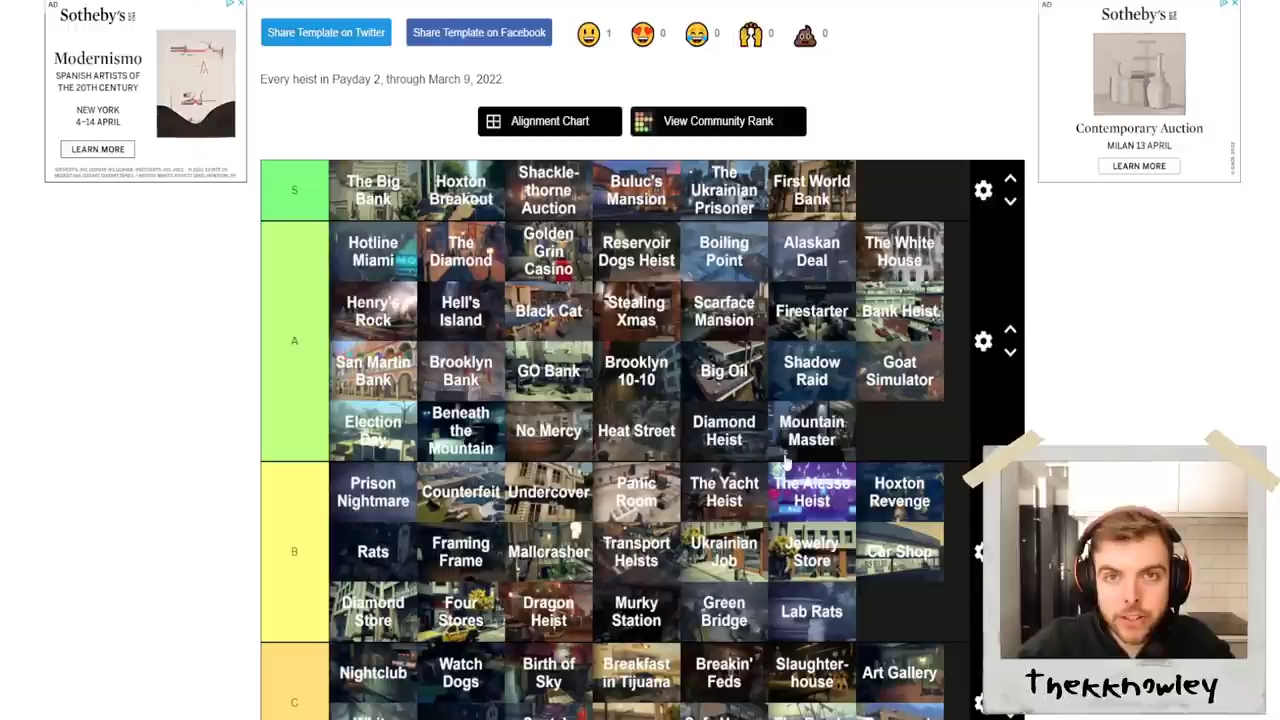 AD
Sotheby's
Modernismo
SPANISH ARTISTS OF
THE 20TH CENTURY
NEW YORK
4–14 APRIL
LEARN MORE
Share Template on Twitter
Share Template on Facebook
1
0
0
0
0
Every heist in Payday 2, through March 9, 2022.
Alignment Chart
View Community Rank
AD
Sotheby's
Contemporary Auction
MILAN 13 APRIL
LEARN MORE
S
The Big Bank
Hoxton Breakout
Shackle-thorne Auction
Buluc's Mansion
The Ukrainian Prisoner
First World Bank
A
Hotline Miami
The Diamond
Golden Grin Casino
Reservoir Dogs Heist
Boiling Point
Alaskan Deal
The White House
Henry's Rock
Hell's Island
Black Cat
Stealing Xmas
Scarface Mansion
Firestarter
Bank Heist
San Martin Bank
Brooklyn Bank
GO Bank
Brooklyn 10-10
Big Oil
Shadow Raid
Goat Simulator
Election Day
Beneath the Mountain
No Mercy
Heat Street
Diamond Heist
Mountain Master
B
Prison Nightmare
Counterfeit
Undercover
Panic Room
The Yacht Heist
The Alesso Heist
Hoxton Revenge
Rats
Framing Frame
Mallcrasher
Transport Heists
Ukrainian Job
Jewelry Store
Car Shop
Diamond Store
Four Stores
Dragon Heist
Murky Station
Green Bridge
Lab Rats
C
Nightclub
Watch Dogs
Birth of Sky
Breakfast in Tijuana
Breakin' Feds
Slaughter-house
Art Gallery
Thekknowley